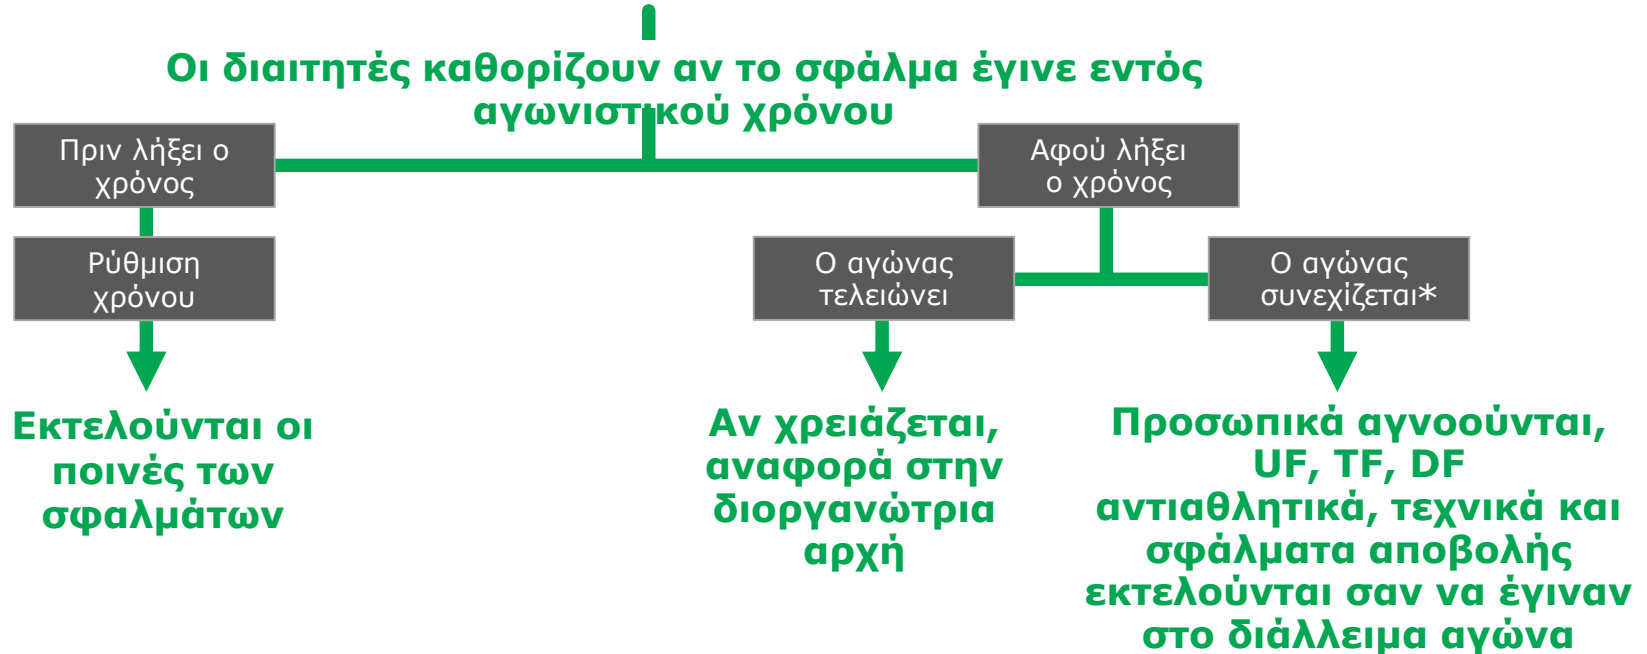 Οι διαιτητές καθορίζουν αν το σφάλμα έγινε εντός
αγωνιστικού χρόνου
Πριν λήξει ο
χρόνος
Αφού λήξει
ο χρόνος
Ρύθμιση
χρόνου
Ο αγώνας
τελειώνει
Ο αγώνας
συνεχίζεται*
Εκτελούνται οι
ποινές των
σφαλμάτων
Αν χρειάζεται,
αναφορά στην
διοργανώτρια
αρχή
Προσωπικά αγνοούνται,
UF, TF, DF
αντιαθλητικά, τεχνικά και
σφάλματα αποβολής
εκτελούνται σαν να έγιναν
στο διάλλειμα αγώνα